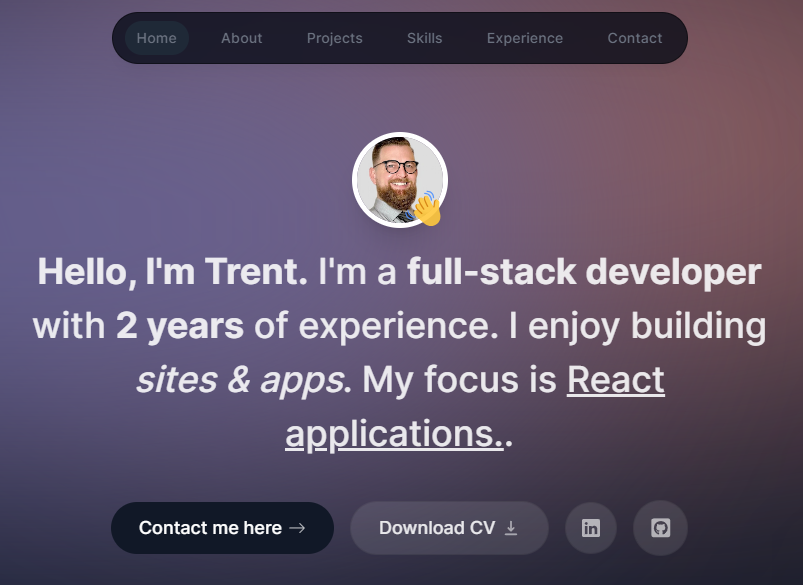 Home About Projects Skills Experience Contact
Hello, I'm Trent. I'm a full-stack developer
with 2 years of experience. I enjoy building
sites & apps. My focus is React
applications..
Contact me here → Download CV in